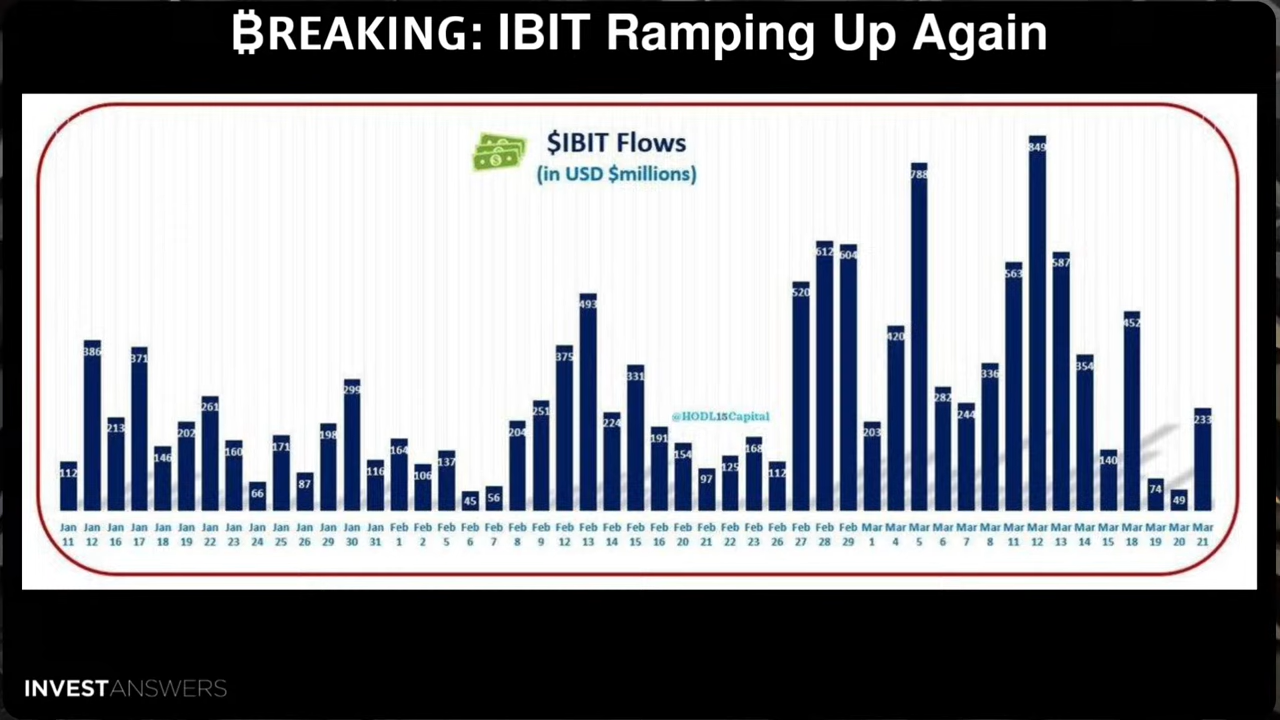 ₿REAKING: IBIT Ramping Up Again
$IBIT Flows
(in USD $millions)
@HODL15Capital
112 386 213 371 146 202 261 160 66 171 87 198 299 116 164 106 137 45 56 204 251 375 493 224 331 191 154 97 125 168 112 520 612 604 203 420 788 282 244 336 563 849 587 354 140 452 74 49 233
Jan Jan Jan Jan Jan Jan Jan Jan Jan Jan Jan Jan Jan Jan Feb Feb Feb Feb Feb Feb Feb Feb Feb Feb Feb Feb Feb Feb Feb Feb Feb Feb Feb Feb Mar Mar Mar Mar Mar Mar Mar Mar Mar Mar Mar Mar Mar Mar Mar
11 12 16 17 18 19 22 23 24 25 26 29 30 31 1 2 5 6 7 8 9 12 13 14 15 16 20 21 22 23 26 27 28 29 1 4 5 6 7 8 11 12 13 14 15 18 19 20 21
INVESTANSWERS